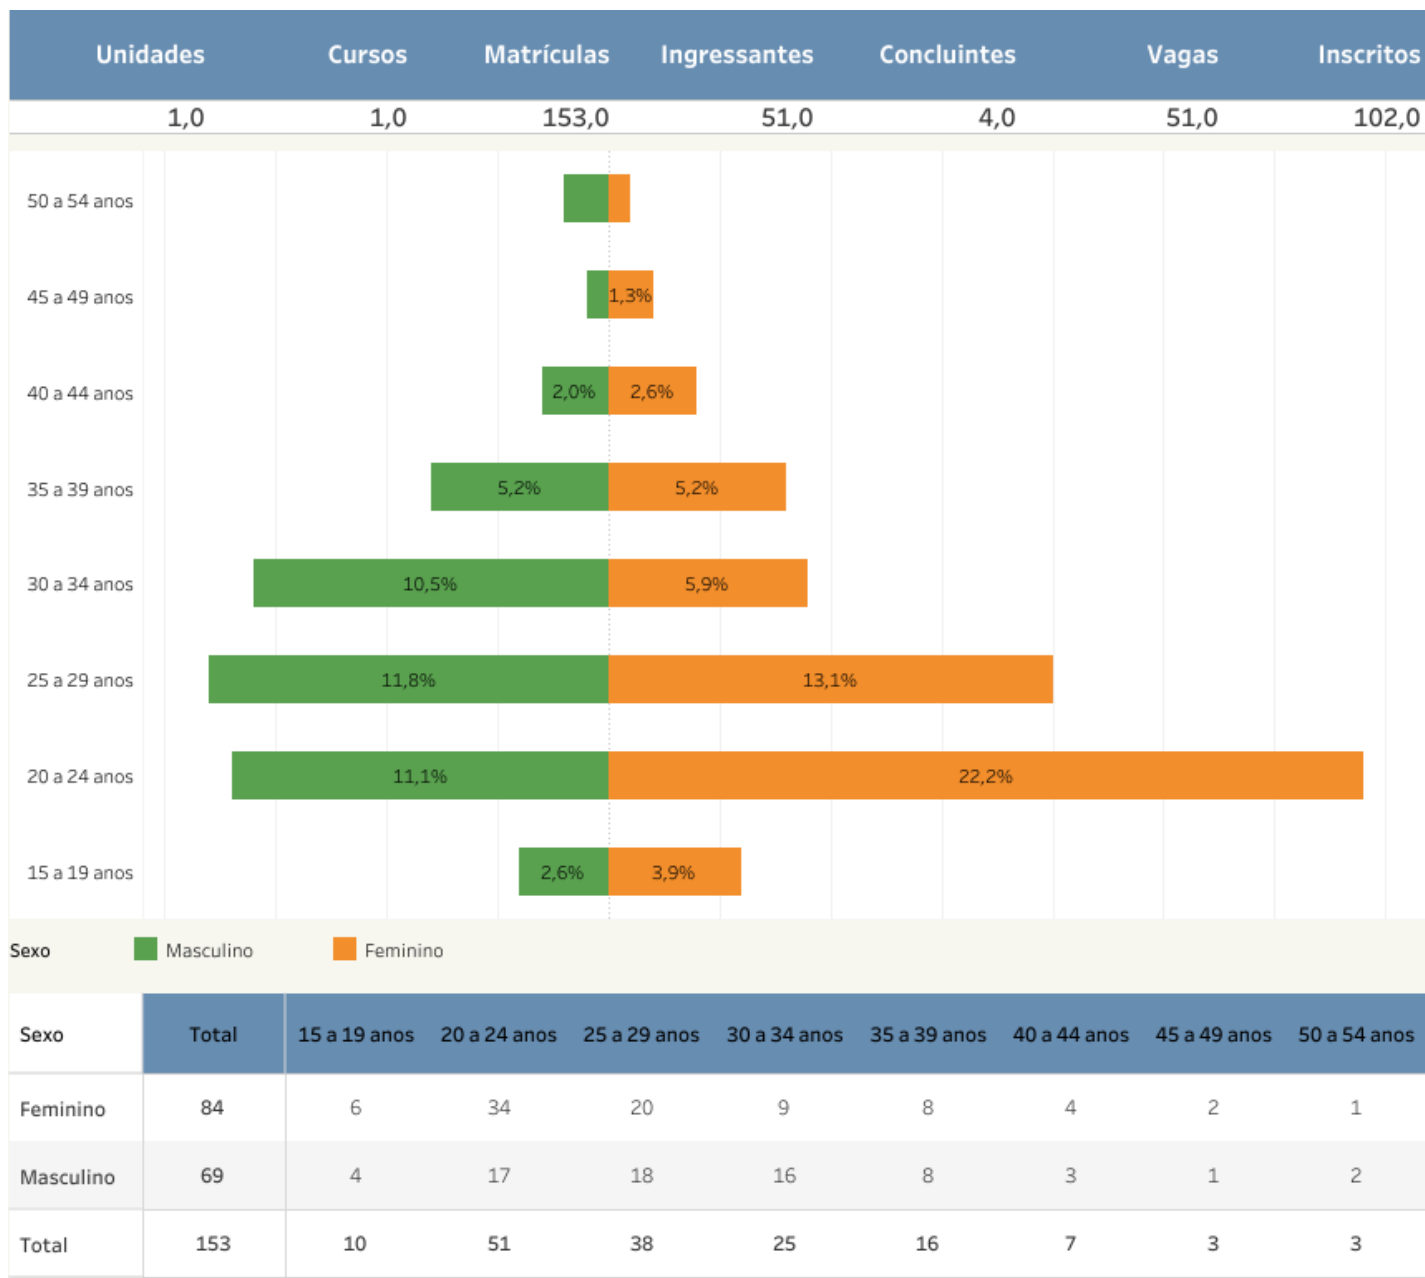 Unidades Cursos Matrículas Ingressantes Concluintes Vagas Inscritos
1,0 1,0 153,0 51,0 4,0 51,0 102,0
50 a 54 anos
45 a 49 anos 1,3%
40 a 44 anos 2,0% 2,6%
35 a 39 anos 5,2% 5,2%
30 a 34 anos 10,5% 5,9%
25 a 29 anos 11,8% 13,1%
20 a 24 anos 11,1% 22,2%
15 a 19 anos 2,6% 3,9%
Sexo Masculino Feminino
Sexo Total 15 a 19 anos 20 a 24 anos 25 a 29 anos 30 a 34 anos 35 a 39 anos 40 a 44 anos 45 a 49 anos 50 a 54 anos
Feminino 84 6 34 20 9 8 4 2 1
Masculino 69 4 17 18 16 8 3 1 2
Total 153 10 51 38 25 16 7 3 3